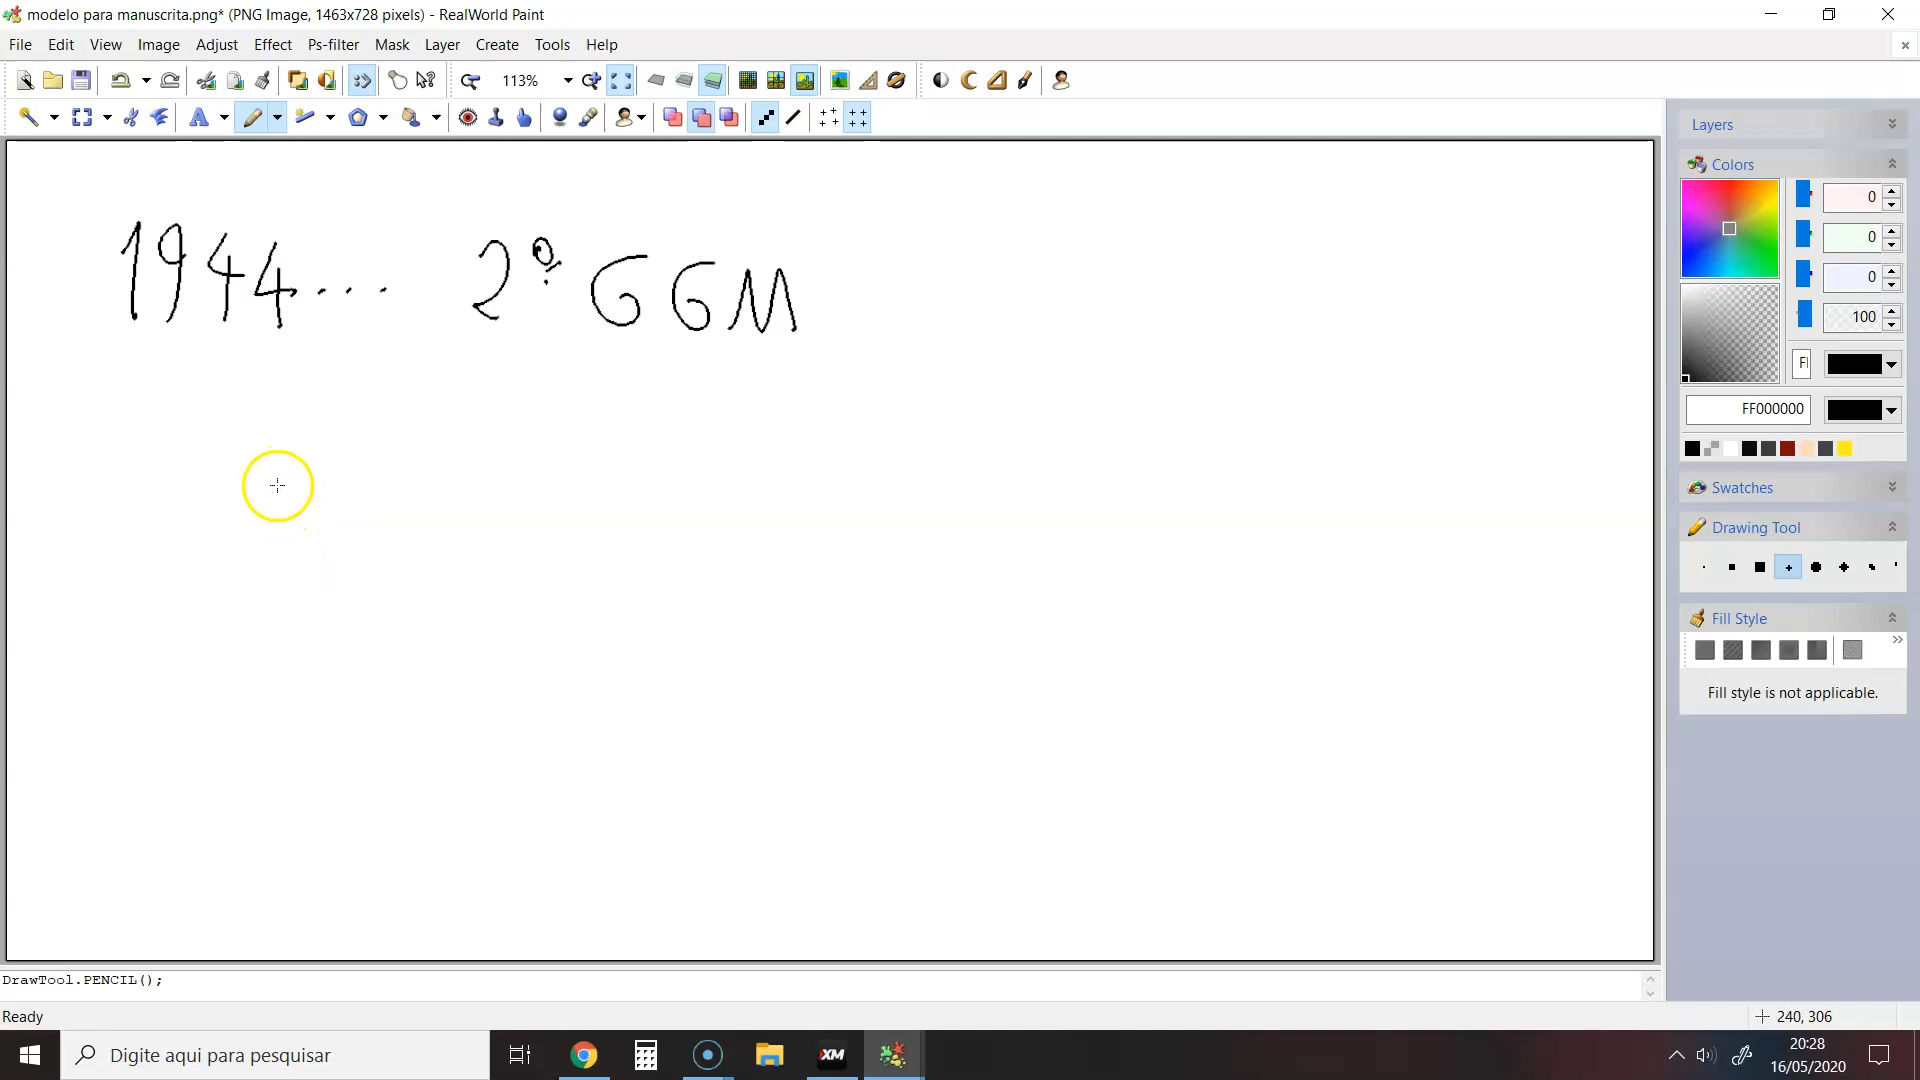 modelo para manuscrita.png* (PNG Image, 1463x728 pixels) - RealWorld Paint
File Edit View Image Adjust Effect Ps-filter Mask Layer Create Tools Help
113%
Layers
Colors
0
0
0
100
FF000000
Swatches
Drawing Tool
Fill Style
Fill style is not applicable.
1944... 2ª GGM
DrawTool.PENCIL();
Ready
240, 306
Digite aqui para pesquisar
XM
20:28
16/05/2020